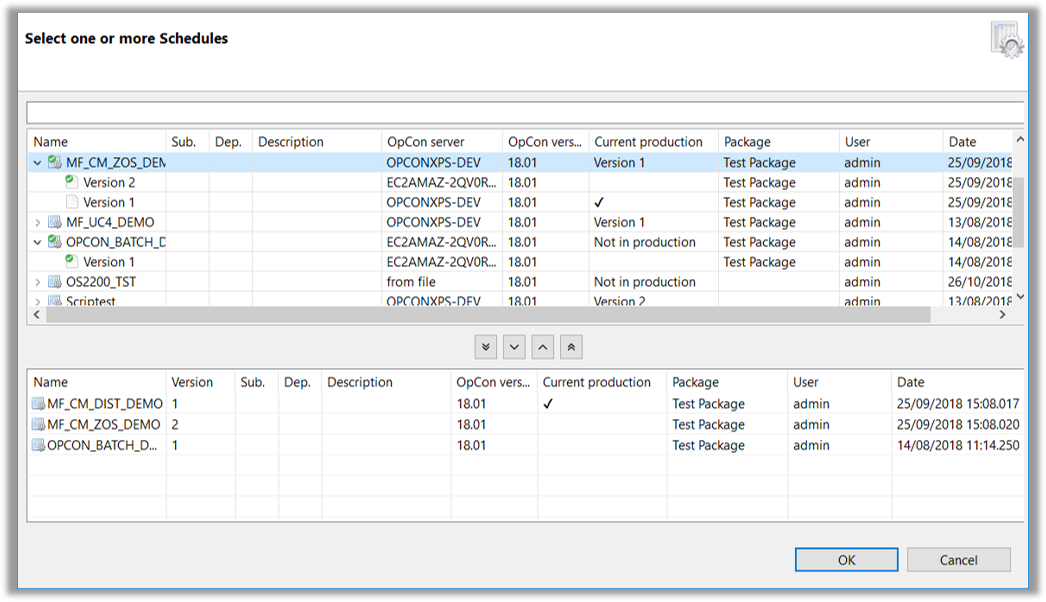 Select one or more Schedules
Name Sub. Dep. Description OpCon server OpCon vers... Current production Package User Date
MF_CM_ZOS_DEM OPCONXPS-DEV 18.01 Version 1 Test Package admin 25/09/2018
Version 2 EC2AMAZ-2QV0R... 18.01 Test Package admin 25/09/2018
Version 1 OPCONXPS-DEV 18.01 ✓ Test Package admin 25/09/2018
MF_UC4_DEMO OPCONXPS-DEV 18.01 Version 1 Test Package admin 13/08/2018
OPCON_BATCH_D EC2AMAZ-2QV0R... 18.01 Not in production Test Package admin 14/08/2018
Version 1 EC2AMAZ-2QV0R... 18.01 Test Package admin 14/08/2018
OS2200_TST from file 18.01 Not in production admin 26/10/2018
Scriptest OPCONXPS-DEV 18.01 Version 2 admin 13/08/2018
Name Version Sub. Dep. Description OpCon vers... Current production Package User Date
MF_CM_DIST_DEMO 1 18.01 ✓ Test Package admin 25/09/2018 15:08.017
MF_CM_ZOS_DEMO 2 18.01 Test Package admin 25/09/2018 15:08.020
OPCON_BATCH_D... 1 18.01 Test Package admin 14/08/2018 11:14.250
OK Cancel